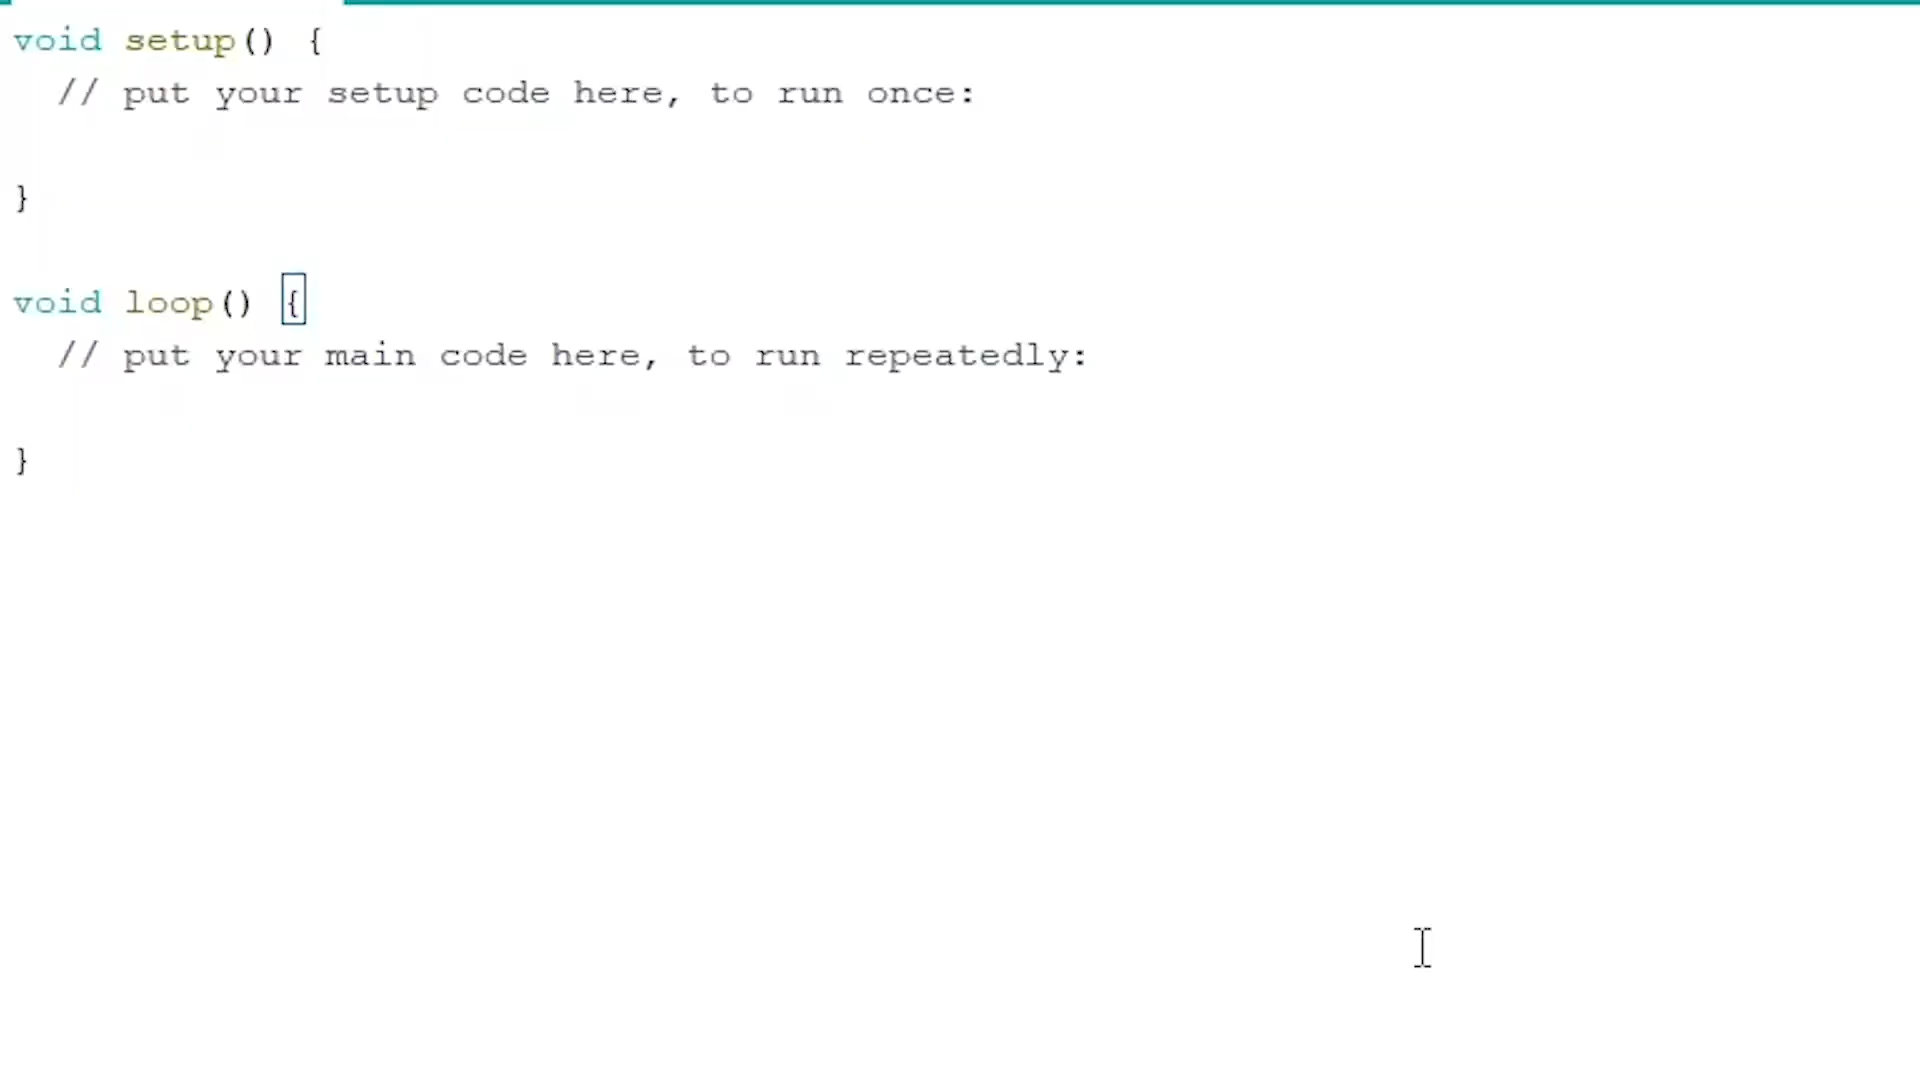 void setup() {
// put your setup code here, to run once:
}
void loop() {
// put your main code here, to run repeatedly:
}